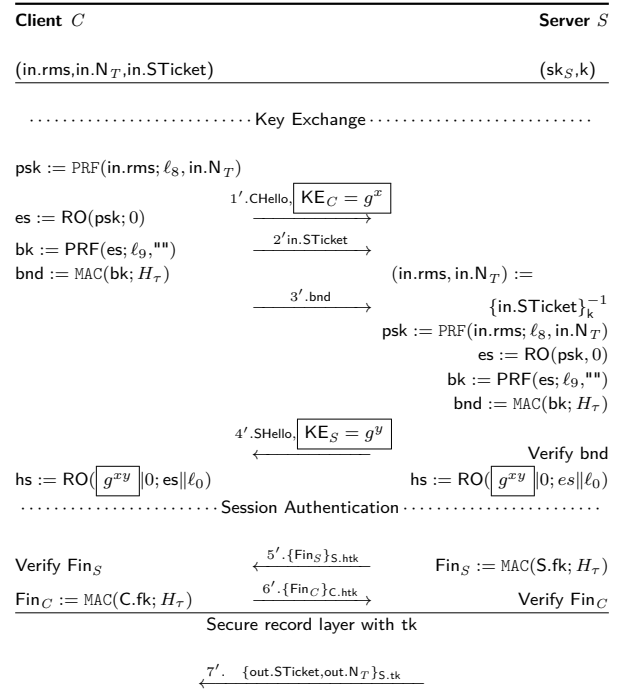 Client C Server S
(in.rms,in.N_T,in.STicket) (sk_S,k)
Key Exchange
psk := PRF(in.rms; ℓ₈, in.N_T)
1′.CHello, KE_C = g^x
es := RO(psk; 0)
2′in.STicket
bk := PRF(es; ℓ₉,"")
bnd := MAC(bk; H_τ) (in.rms, in.N_T) :=
3′.bnd {in.STicket}_k^{-1}
psk := PRF(in.rms; ℓ₈, in.N_T)
es := RO(psk, 0)
bk := PRF(es; ℓ₉,"")
bnd := MAC(bk; H_τ)
4′.SHello, KE_S = g^y
Verify bnd
hs := RO( g^{xy} |0; es‖ℓ₀) hs := RO( g^{xy} |0; es‖ℓ₀)
Session Authentication
5′.{Fin_S}_{S.htk}
Verify Fin_S Fin_S := MAC(S.fk; H_τ)
6′.{Fin_C}_{C.htk}
Fin_C := MAC(C.fk; H_τ) Verify Fin_C
Secure record layer with tk
7′. {out.STicket,out.N_T}_{S.tk}